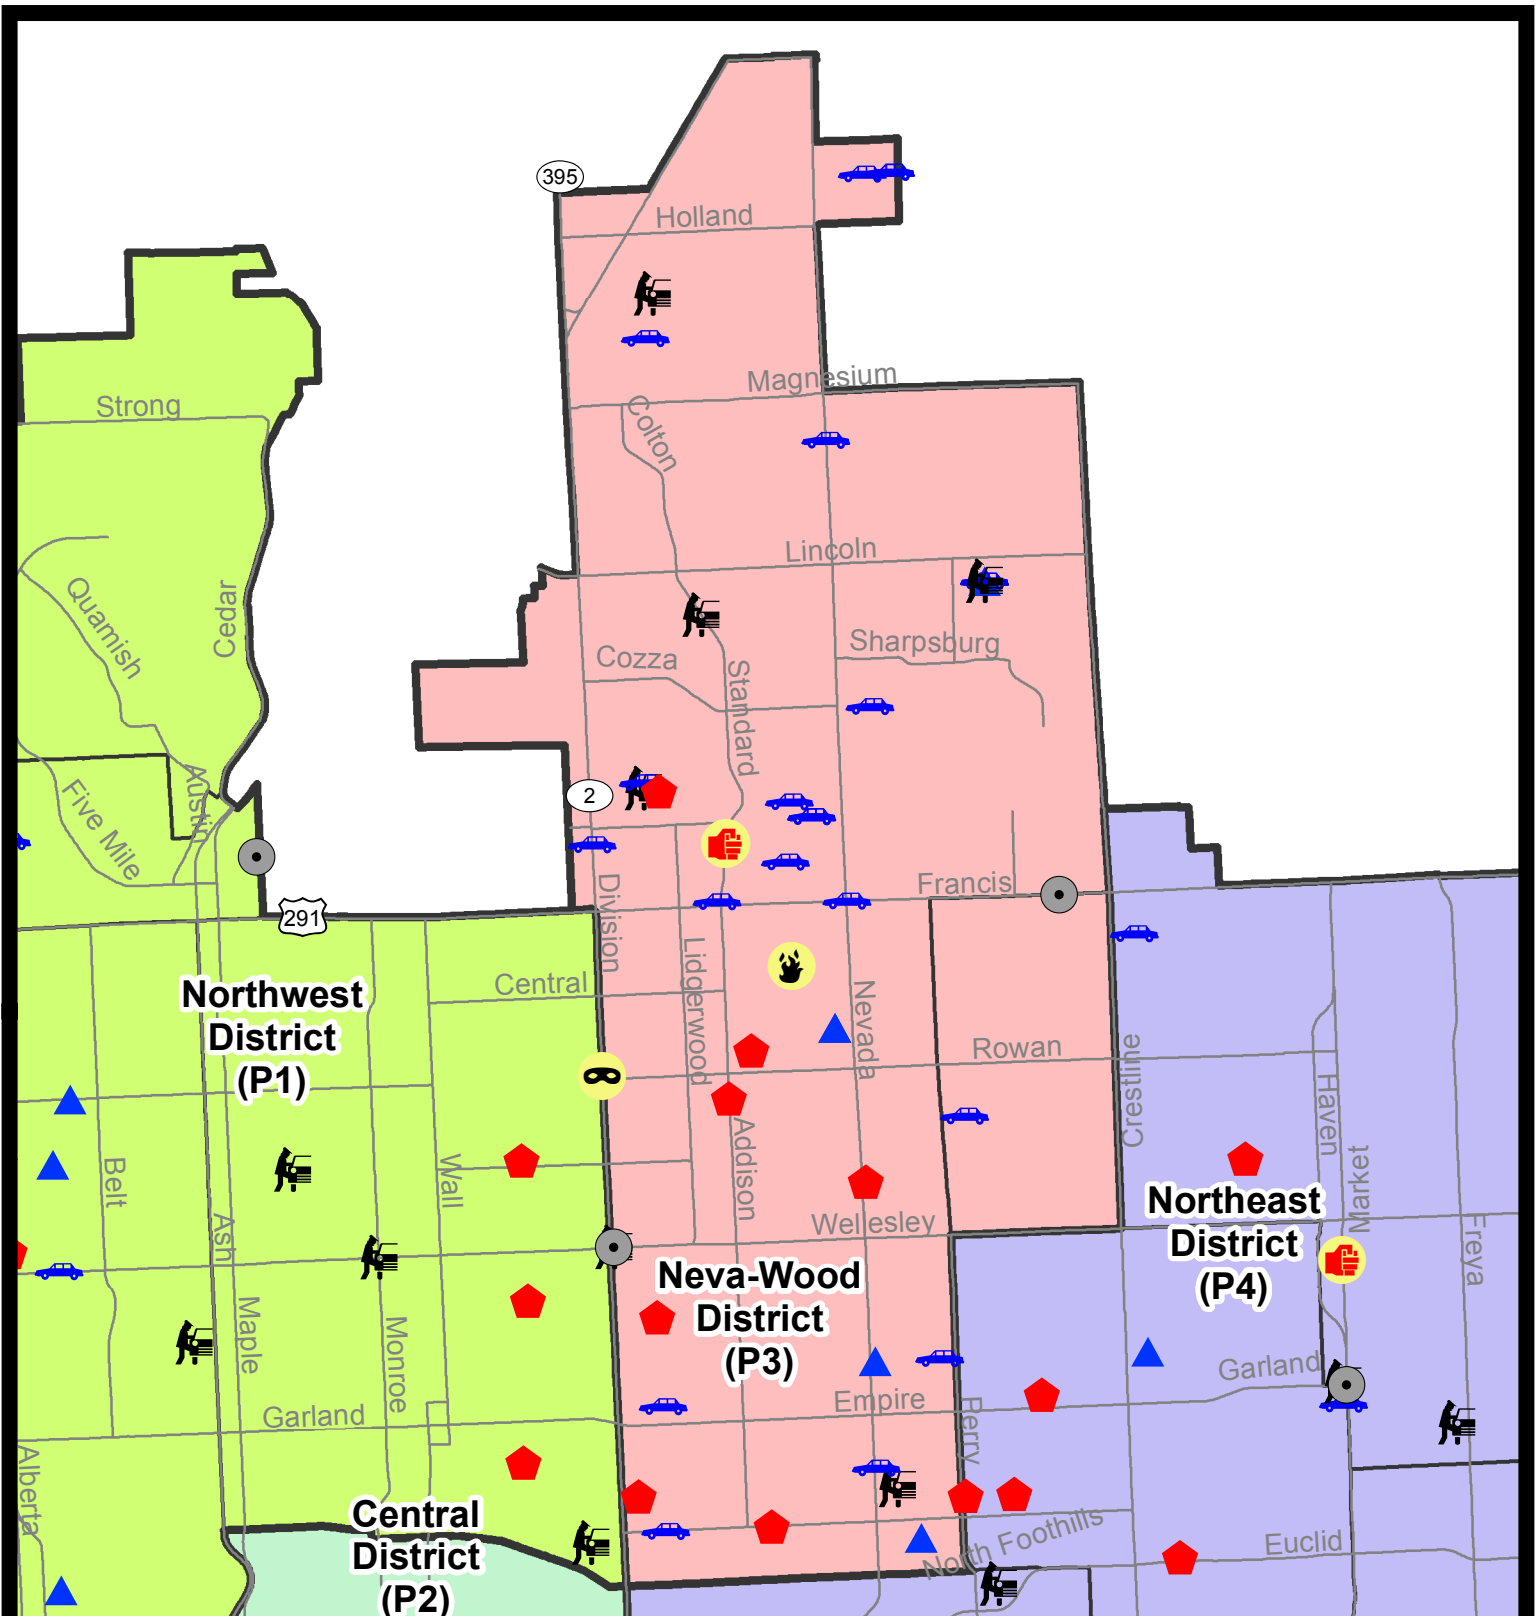 395
Holland
Magnesium
Strong
Colton
Lincoln
Quamish
Cedar
Sharpsburg
Cozza
Standard
Austin
Five Mile
2
Francis
Division
291
Lidgerwood
Central
Northwest
District
(P1)
Nevada
Rowan
Crestline
Haven
Addison
Market
Belt
Wall
Northeast
District
(P4)
Ash
Wellesley
Freya
Neva-Wood
District
(P3)
Maple
Monroe
Garland
Empire
Perry
Garland
Alberta
Central
District
(P2)
North Foothills
Euclid